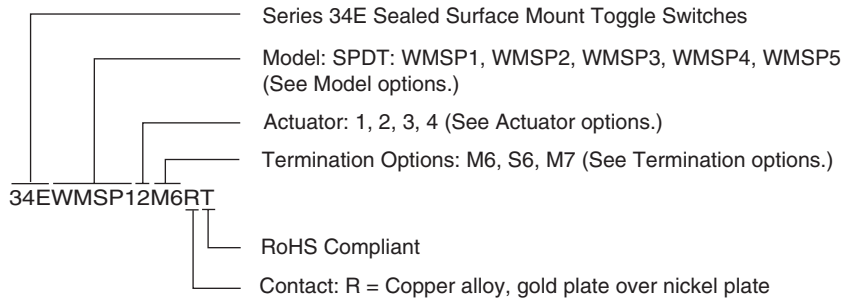 Series 34E Sealed Surface Mount Toggle Switches
Model: SPDT: WMSP1, WMSP2, WMSP3, WMSP4, WMSP5
(See Model options.)
Actuator: 1, 2, 3, 4 (See Actuator options.)
Termination Options: M6, S6, M7 (See Termination options.)
34EWMSP12M6RT
RoHS Compliant
Contact: R = Copper alloy, gold plate over nickel plate